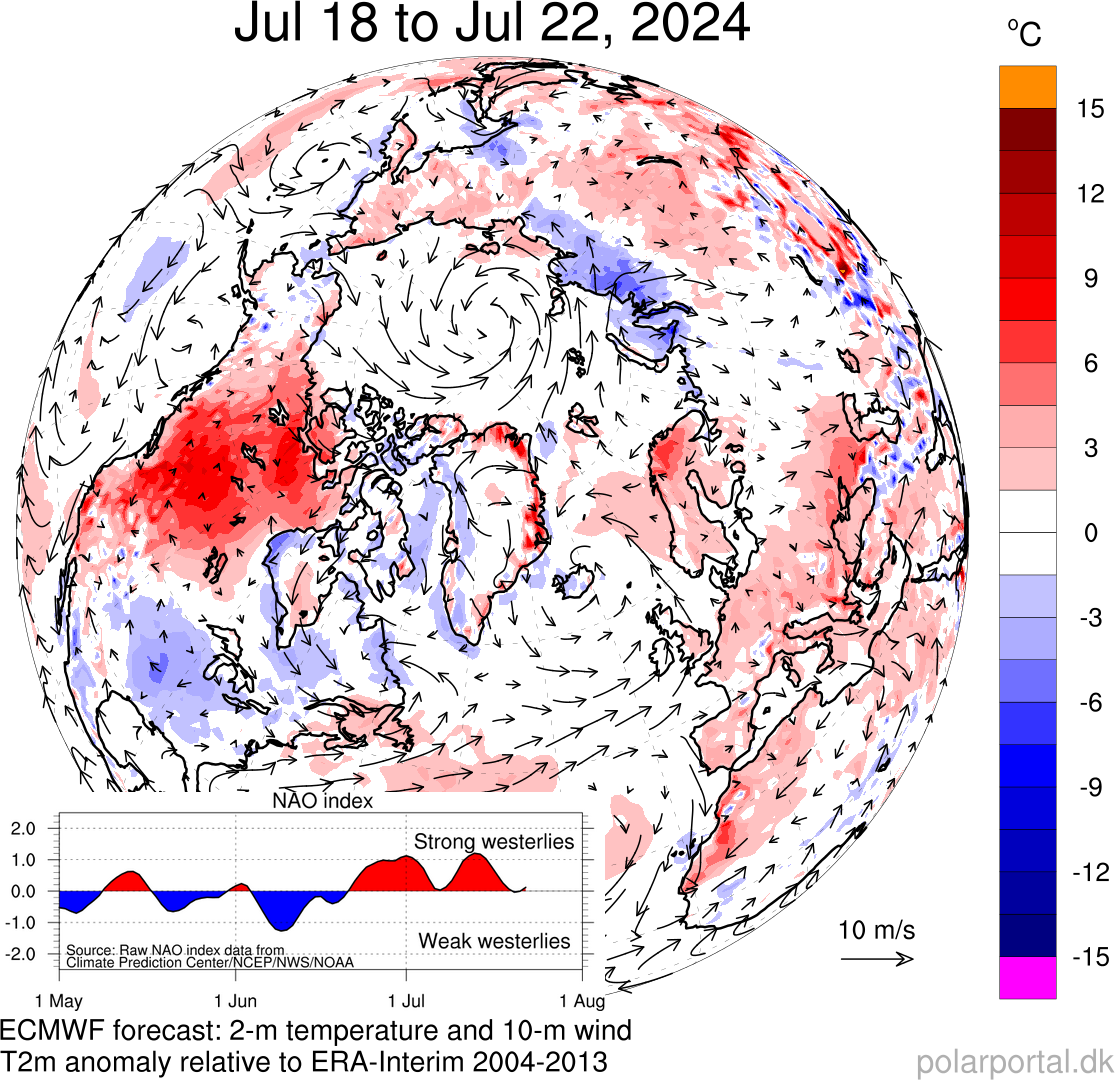 Jul 18 to Jul 22, 2024
°C
15
12
9
6
3
0
-3
-6
-9
-12
-15
NAO index
2.0
1.0
0.0
-1.0
-2.0
Strong westerlies
Weak westerlies
Source: Raw NAO index data from
Climate Prediction Center/NCEP/NWS/NOAA
1 May
1 Jun
1 Jul
1 Aug
10 m/s
ECMWF forecast: 2-m temperature and 10-m wind
T2m anomaly relative to ERA-Interim 2004-2013
polarportal.dk